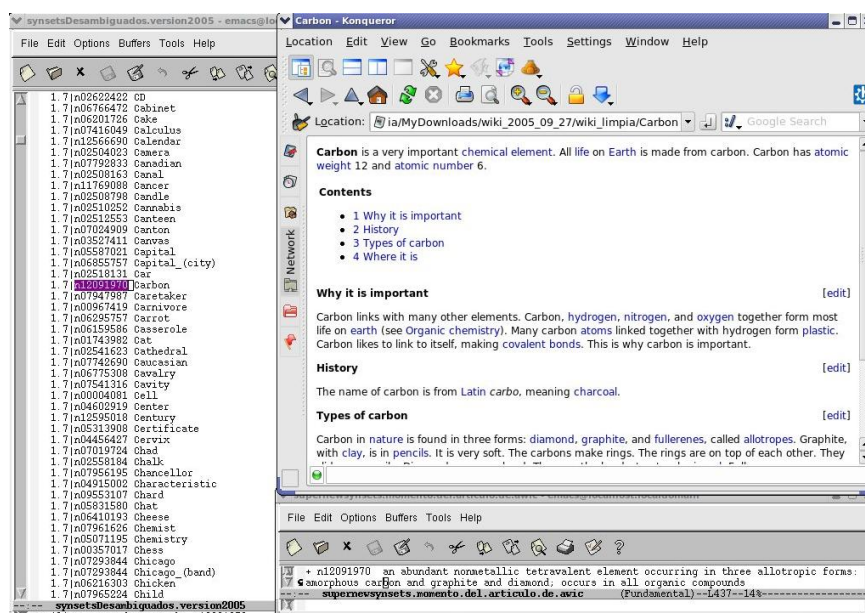 synsetsDesambiguados.version2005 - emacs@lo
File Edit Options Buffers Tools Help
1.7|n02622422 CD
1.7|n06766472 Cabinet
1.7|n06201726 Cake
1.7|n07416049 Calculus
1.7|n12566690 Calendar
1.7|n02504023 Camera
1.7|n07792833 Canadian
1.7|n02508163 Canal
1.7|n11769088 Cancer
1.7|n02508798 Candle
1.7|n02510252 Cannabis
1.7|n02512553 Canteen
1.7|n07024909 Canton
1.7|n03527411 Canvas
1.7|n05587021 Capital
1.7|n06855757 Capital_(city)
1.7|n02518131 Car
1.7|n12091970 Carbon
1.7|n07947987 Caretaker
1.7|n00967419 Carnivore
1.7|n06295757 Carrot
1.7|n06159586 Casserole
1.7|n01743982 Cat
1.7|n02541623 Cathedral
1.7|n07742690 Caucasian
1.7|n06775308 Cavalry
1.7|n07541316 Cavity
1.7|n00004081 Cell
1.7|n04602919 Center
1.7|n12595018 Century
1.7|n05313908 Certificate
1.7|n04456427 Cervix
1.7|n07019724 Chad
1.7|n02558184 Chalk
1.7|n07956195 Chancellor
1.7|n04915002 Characteristic
1.7|n09553107 Chard
1.7|n05831580 Chat
1.7|n06410193 Cheese
1.7|n07961626 Chemist
1.7|n05071195 Chemistry
1.7|n00357017 Chess
1.7|n07293844 Chicago
1.7|n07293844 Chicago_(band)
1.7|n06216303 Chicken
1.7|n07965224 Child
--:-- synsetsDesambiguados.version2005
Carbon - Konqueror
Location Edit View Go Bookmarks Tools Settings Window Help
Location: ia/MyDownloads/wiki_2005_09_27/wiki_limpia/Carbon Google Search
Network
Carbon is a very important chemical element. All life on Earth is made from carbon. Carbon has atomic
weight 12 and atomic number 6.
Contents
1 Why it is important
2 History
3 Types of carbon
4 Where it is
Why it is important [edit]
Carbon links with many other elements. Carbon, hydrogen, nitrogen, and oxygen together form most
life on earth (see Organic chemistry). Many carbon atoms linked together with hydrogen form plastic.
Carbon likes to link to itself, making covalent bonds. This is why carbon is important.
History [edit]
The name of carbon is from Latin carbo, meaning charcoal.
Types of carbon [edit]
Carbon in nature is found in three forms: diamond, graphite, and fullerenes, called allotropes. Graphite,
with clay, is in pencils. It is very soft. The carbons make rings. The rings are on top of each other. They
File Edit Options Buffers Tools Help
+ n12091970 an abundant nonmetallic tetravalent element occurring in three allotropic forms:
amorphous carbon and graphite and diamond; occurs in all organic compounds
--:-- supernewsynsets.momento.del.articulo.de.awic (Fundamental)--L437--14%